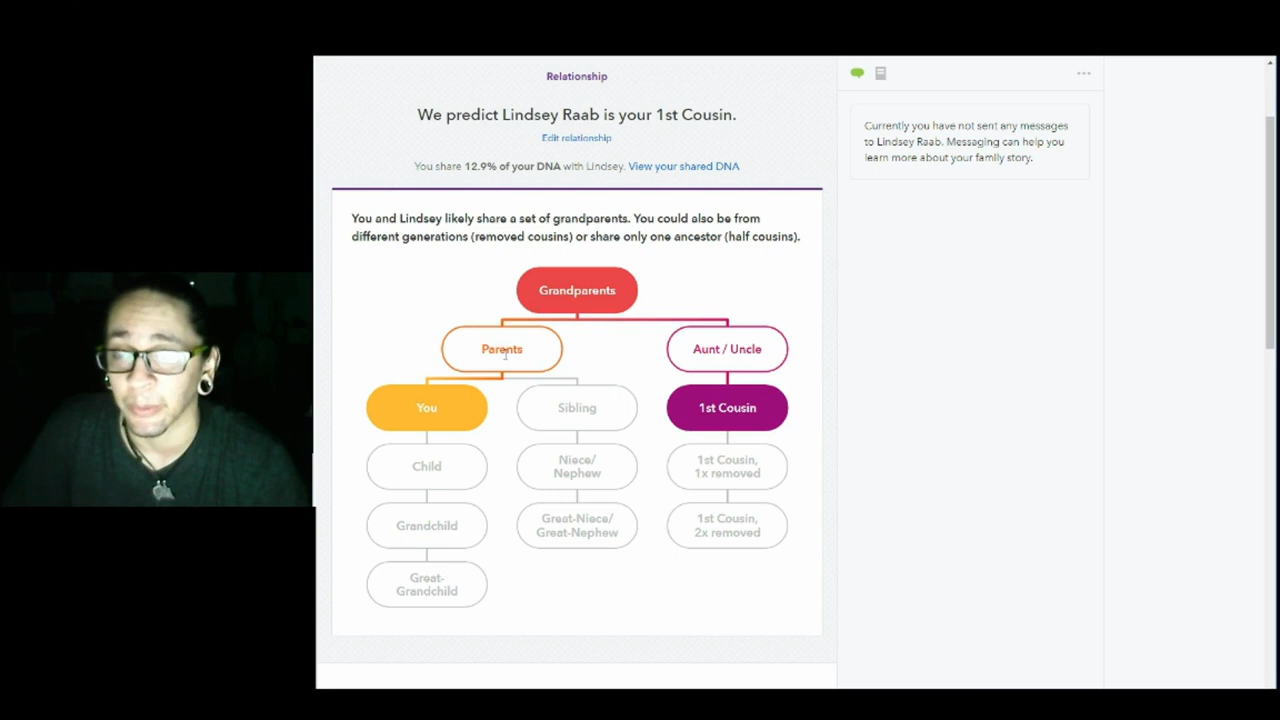 Relationship
We predict Lindsey Raab is your 1st Cousin.
Edit relationship
You share 12.9% of your DNA with Lindsey. View your shared DNA
You and Lindsey likely share a set of grandparents. You could also be from
different generations (removed cousins) or share only one ancestor (half cousins).
Grandparents
Parents
Aunt / Uncle
You
Sibling
1st Cousin
Child
Niece/
Nephew
1st Cousin,
1x removed
Grandchild
Great-Niece/
Great-Nephew
1st Cousin,
2x removed
Great-
Grandchild
Currently you have not sent any messages
to Lindsey Raab. Messaging can help you
learn more about your family story.